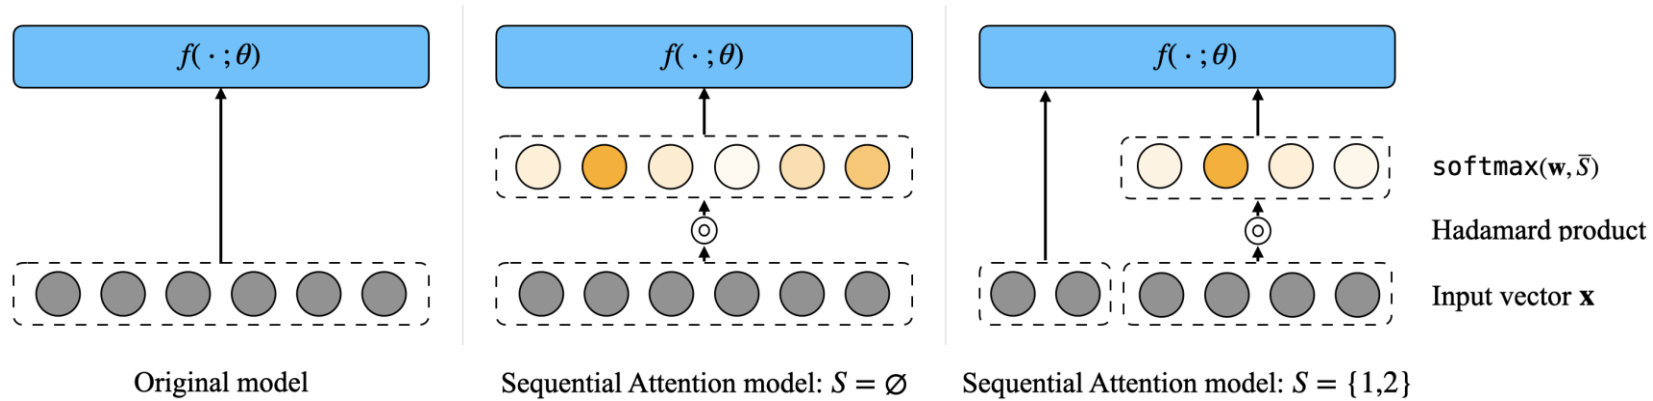 f( · ; θ)
f( · ; θ)
f( · ; θ)
softmax(w, S̅)
Hadamard product
Input vector x
Original model
Sequential Attention model: S = ∅
Sequential Attention model: S = {1,2}